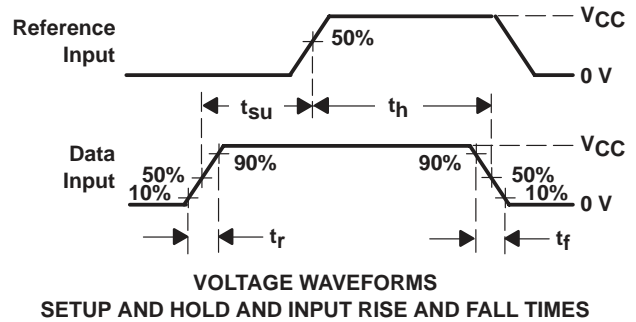 Reference
Input
50%
VCC
0 V
tsu
th
Data
Input
50%
10%
90%
90%
VCC
50%
10%
0 V
tr
tf
VOLTAGE WAVEFORMS
SETUP AND HOLD AND INPUT RISE AND FALL TIMES